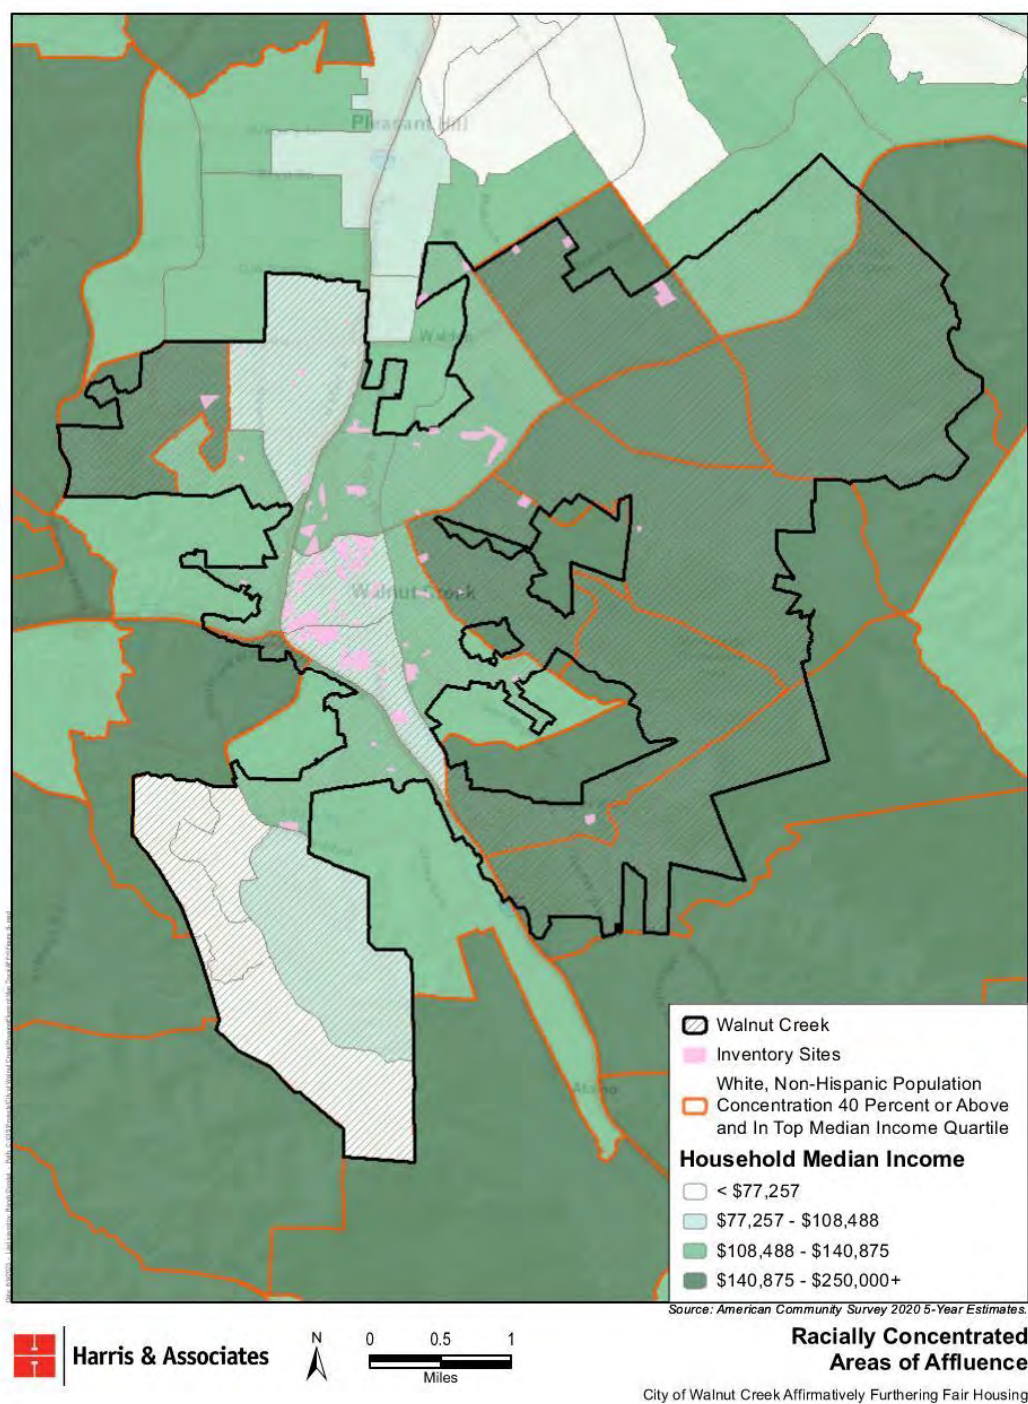 Pleasant Hill
Walnut Creek
Alamo
Walnut Creek
Inventory Sites
White, Non-Hispanic Population
Concentration 40 Percent or Above
and In Top Median Income Quartile
Household Median Income
< $77,257
$77,257 - $108,488
$108,488 - $140,875
$140,875 - $250,000+
Source: American Community Survey 2020 5-Year Estimates.
Harris & Associates
N
0 0.5 1
Miles
Racially Concentrated
Areas of Affluence
City of Walnut Creek Affirmatively Furthering Fair Housing